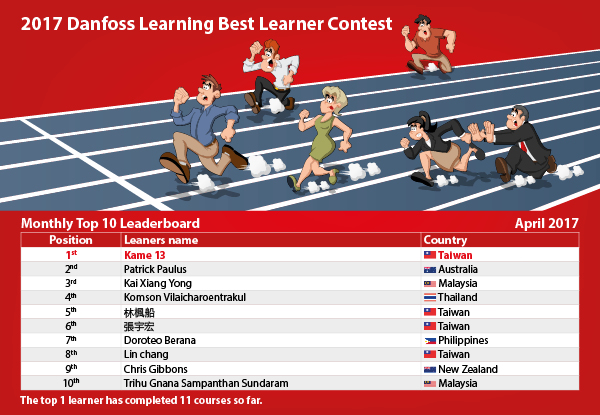 2017 Danfoss Learning Best Learner Contest
Monthly Top 10 Leaderboard April 2017
Position Leaners name Country
1st Kame 13 Taiwan
2nd Patrick Paulus Australia
3rd Kai Xiang Yong Malaysia
4th Komson Vilaicharoentrakul Thailand
5th 林楓船 Taiwan
6th 張宇宏 Taiwan
7th Doroteo Berana Philippines
8th Lin chang Taiwan
9th Chris Gibbons New Zealand
10th Trihu Gnana Sampanthan Sundaram Malaysia
The top 1 learner has completed 11 courses so far.